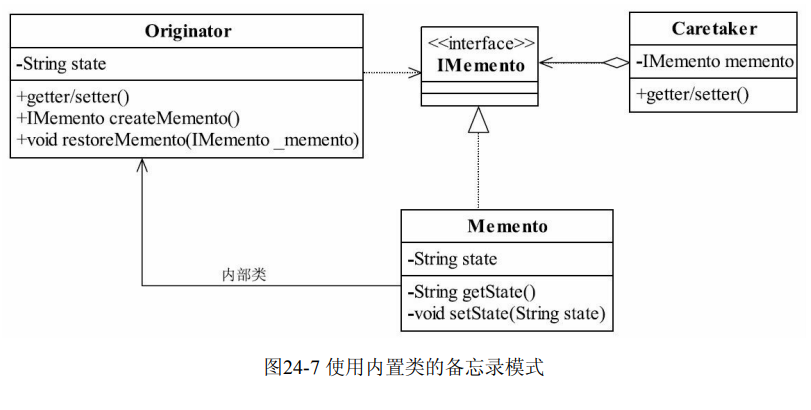 Originator
-String state
+getter/setter()
+IMemento createMemento()
+void restoreMemento(IMemento _memento)
<<interface>>
IMemento
Caretaker
-IMemento memento
+getter/setter()
Memento
-String state
-String getState()
-void setState(String state)
内部类
图24-7 使用内置类的备忘录模式